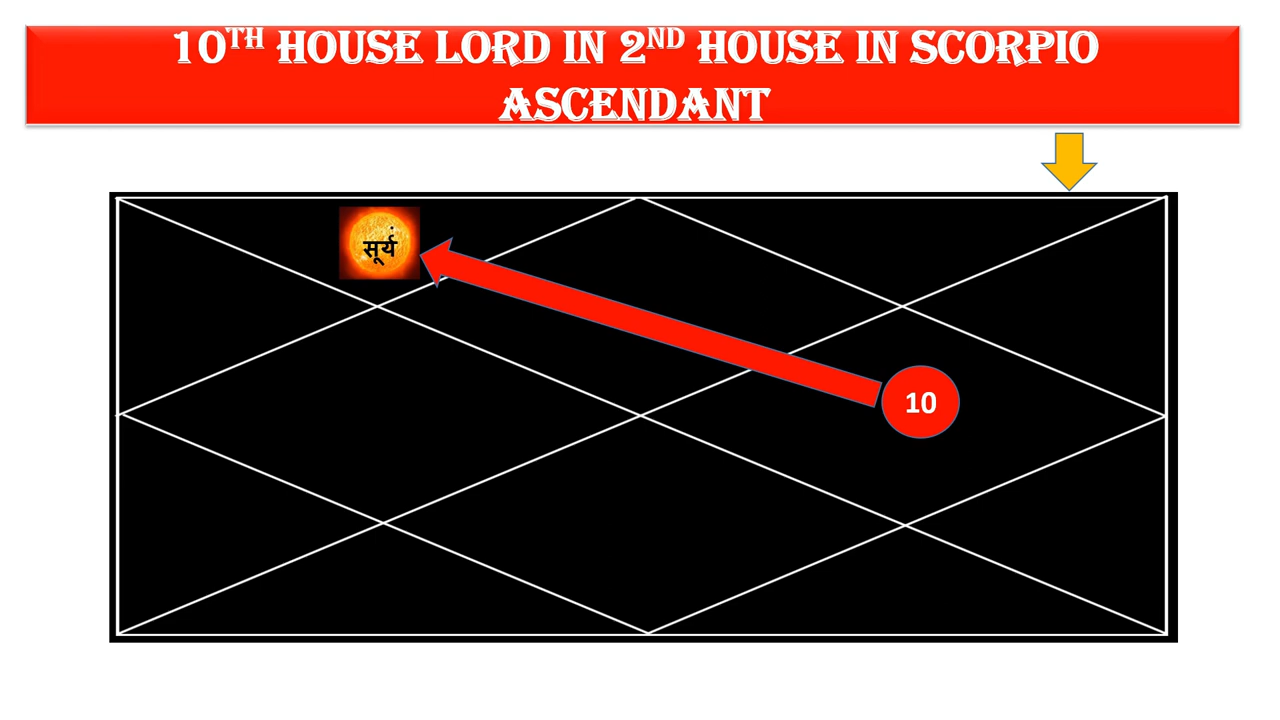 10TH HOUSE LORD IN 2ND HOUSE IN SCORPIO
ASCENDANT
सूर्य
10